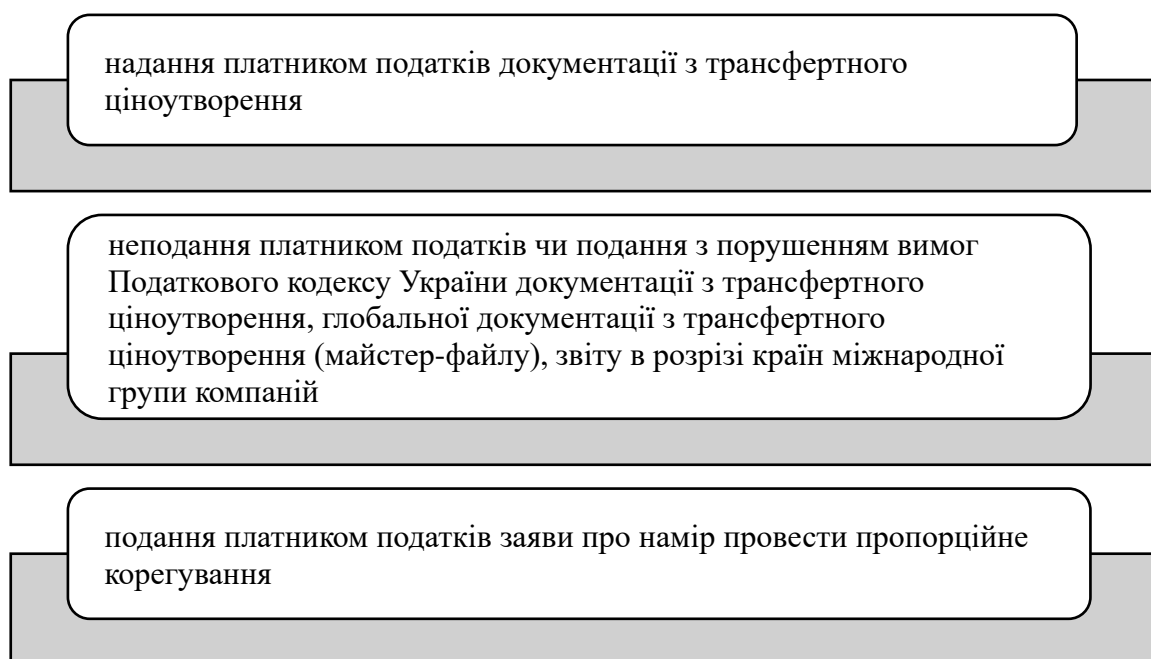 надання платником податків документації з трансфертного
ціноутворення
неподання платником податків чи подання з порушенням вимог
Податкового кодексу України документації з трансфертного
ціноутворення, глобальної документації з трансфертного
ціноутворення (майстер-файлу), звіту в розрізі країн міжнародної
групи компаній
подання платником податків заяви про намір провести пропорційне
корегування